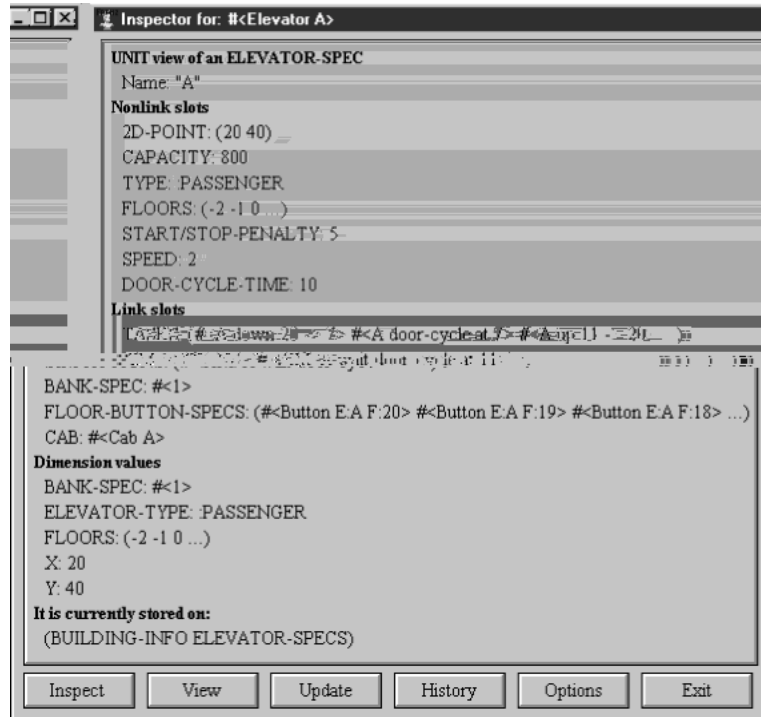 Inspector for: #<Elevator A>
UNIT view of an ELEVATOR-SPEC
Name: "A"
Nonlink slots
2D-POINT: (20 40)
CAPACITY: 800
TYPE: :PASSENGER
FLOORS: (-2 -1 0 ...)
START/STOP-PENALTY: 5
SPEED: 2
DOOR-CYCLE-TIME: 10
Link slots
#<A door-cycle at
BANK-SPEC: #<1>
FLOOR-BUTTON-SPECS: (#<Button E:A F:20> #<Button E:A F:19> #<Button E:A F:18> ...)
CAB: #<Cab A>
Dimension values
BANK-SPEC: #<1>
ELEVATOR-TYPE: :PASSENGER
FLOORS: (-2 -1 0 ...)
X: 20
Y: 40
It is currently stored on:
(BUILDING-INFO ELEVATOR-SPECS)
Inspect View Update History Options Exit